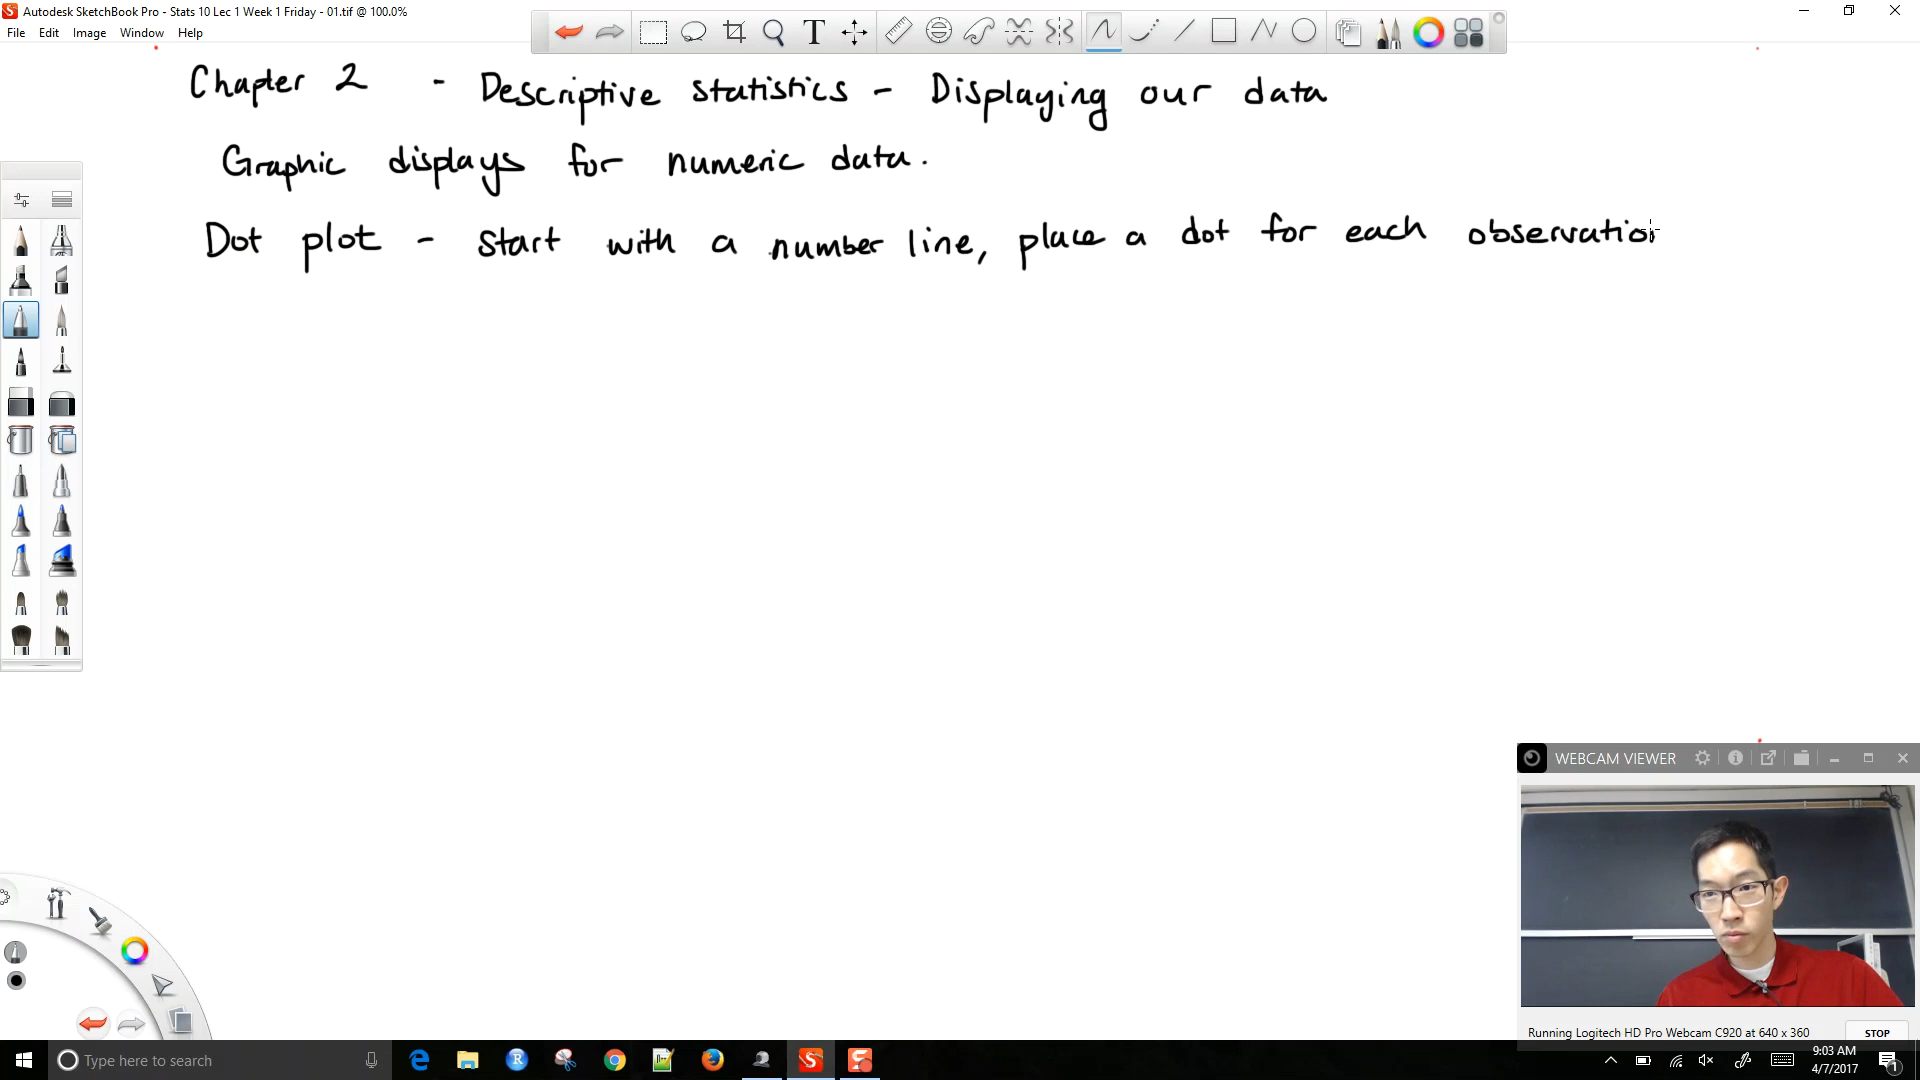 Autodesk SketchBook Pro - Stats 10 Lec 1 Week 1 Friday - 01.tif @ 100.0%
File Edit Image Window Help
T
Chapter 2 - Descriptive statistics - Displaying our data
Graphic displays for numeric data.
Dot plot - start with a number line, place a dot for each observation
WEBCAM VIEWER
Running Logitech HD Pro Webcam C920 at 640 x 360
STOP
Type here to search
9:03 AM
4/7/2017